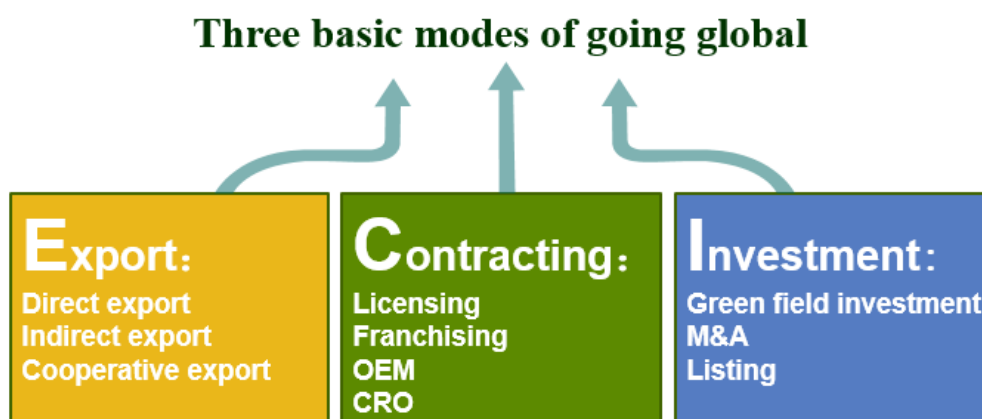 Three basic modes of going global
Export：
Direct export
Indirect export
Cooperative export
Contracting：
Licensing
Franchising
OEM
CRO
Investment：
Green field investment
M&A
Listing